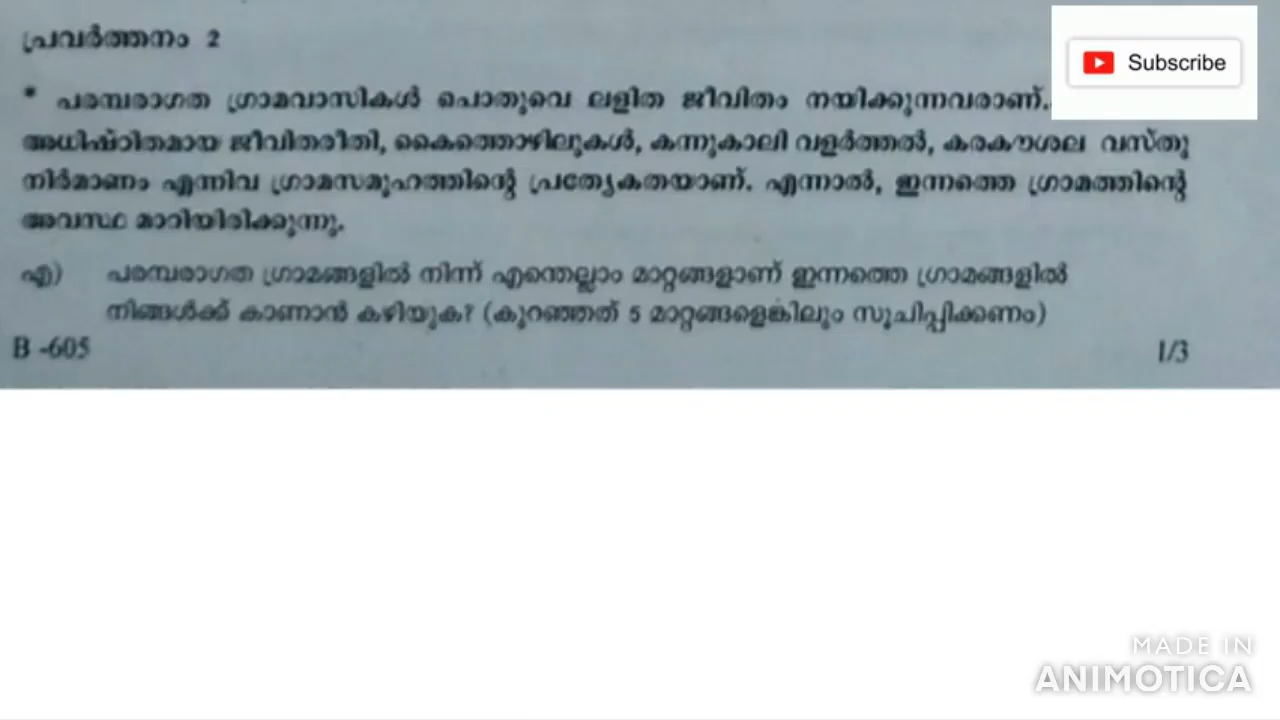 പ്രവർത്തനം 2
Subscribe
* പരമ്പരാഗത ഗ്രാമവാസികൾ പൊതുവെ ലളിത ജീവിതം നയിക്കുന്നവരാണ്.
അധിഷ്ഠിതമായ ജീവിതരീതി, കൈത്തൊഴിലുകൾ, കന്നുകാലി വളർത്തൽ, കരകൗശല വസ്തു
നിർമാണം എന്നിവ ഗ്രാമസമൂഹത്തിന്റെ പ്രത്യേകതയാണ്. എന്നാൽ, ഇന്നത്തെ ഗ്രാമത്തിന്റെ
അവസ്ഥ മാറിയിരിക്കുന്നു.
എ) പരമ്പരാഗത ഗ്രാമങ്ങളിൽ നിന്ന് എന്തെല്ലാം മാറ്റങ്ങളാണ് ഇന്നത്തെ ഗ്രാമങ്ങളിൽ
നിങ്ങൾക്ക് കാണാൻ കഴിയുക? (കുറഞ്ഞത് 5 മാറ്റങ്ങളെങ്കിലും സൂചിപ്പിക്കണം)
B -605 1/3
MADE IN
ANIMOTICA